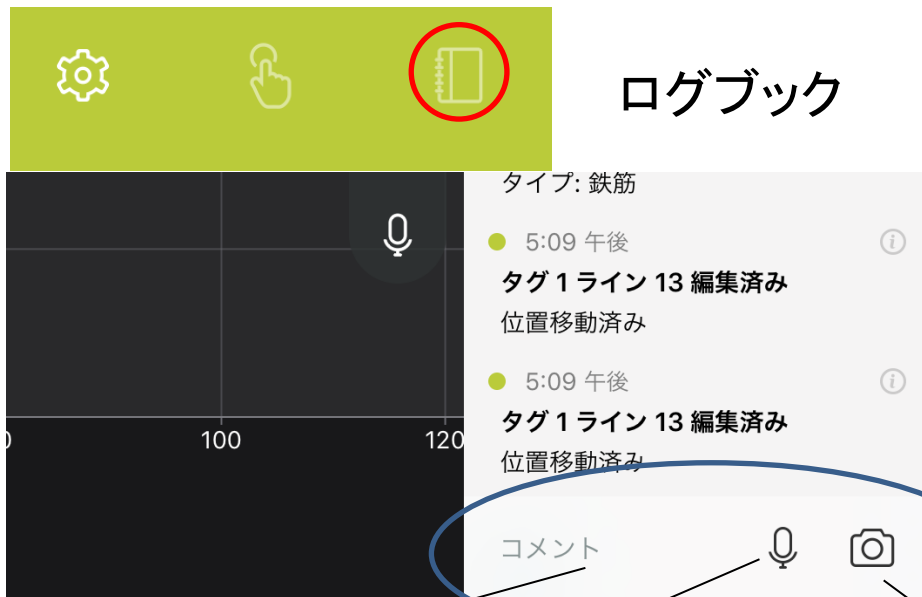 ログブック
タイプ: 鉄筋
5:09 午後
タグ 1 ライン 13 編集済み
位置移動済み
5:09 午後
タグ 1 ライン 13 編集済み
位置移動済み
100
120
コメント